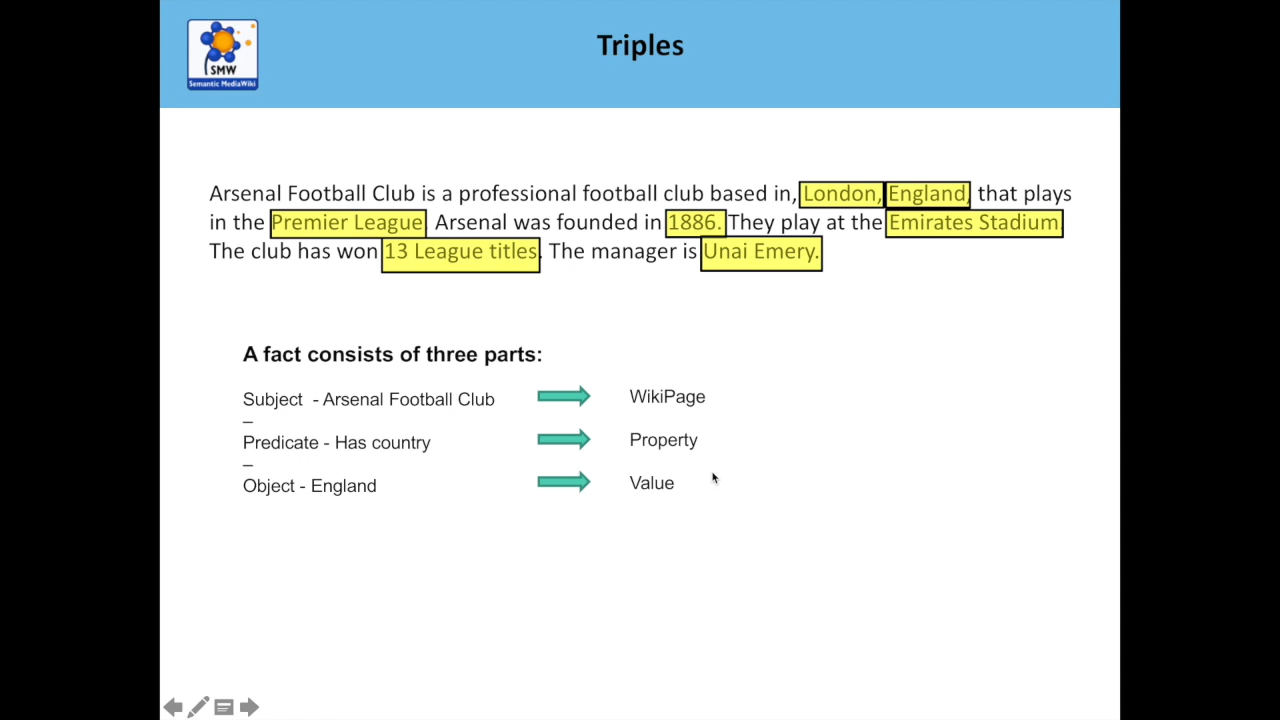 SMW
Semantic MediaWiki
Triples
Arsenal Football Club is a professional football club based in, London, England, that plays
in the Premier League. Arsenal was founded in 1886. They play at the Emirates Stadium.
The club has won 13 League titles. The manager is Unai Emery.
A fact consists of three parts:
Subject - Arsenal Football Club WikiPage
–
Predicate - Has country Property
–
Object - England Value